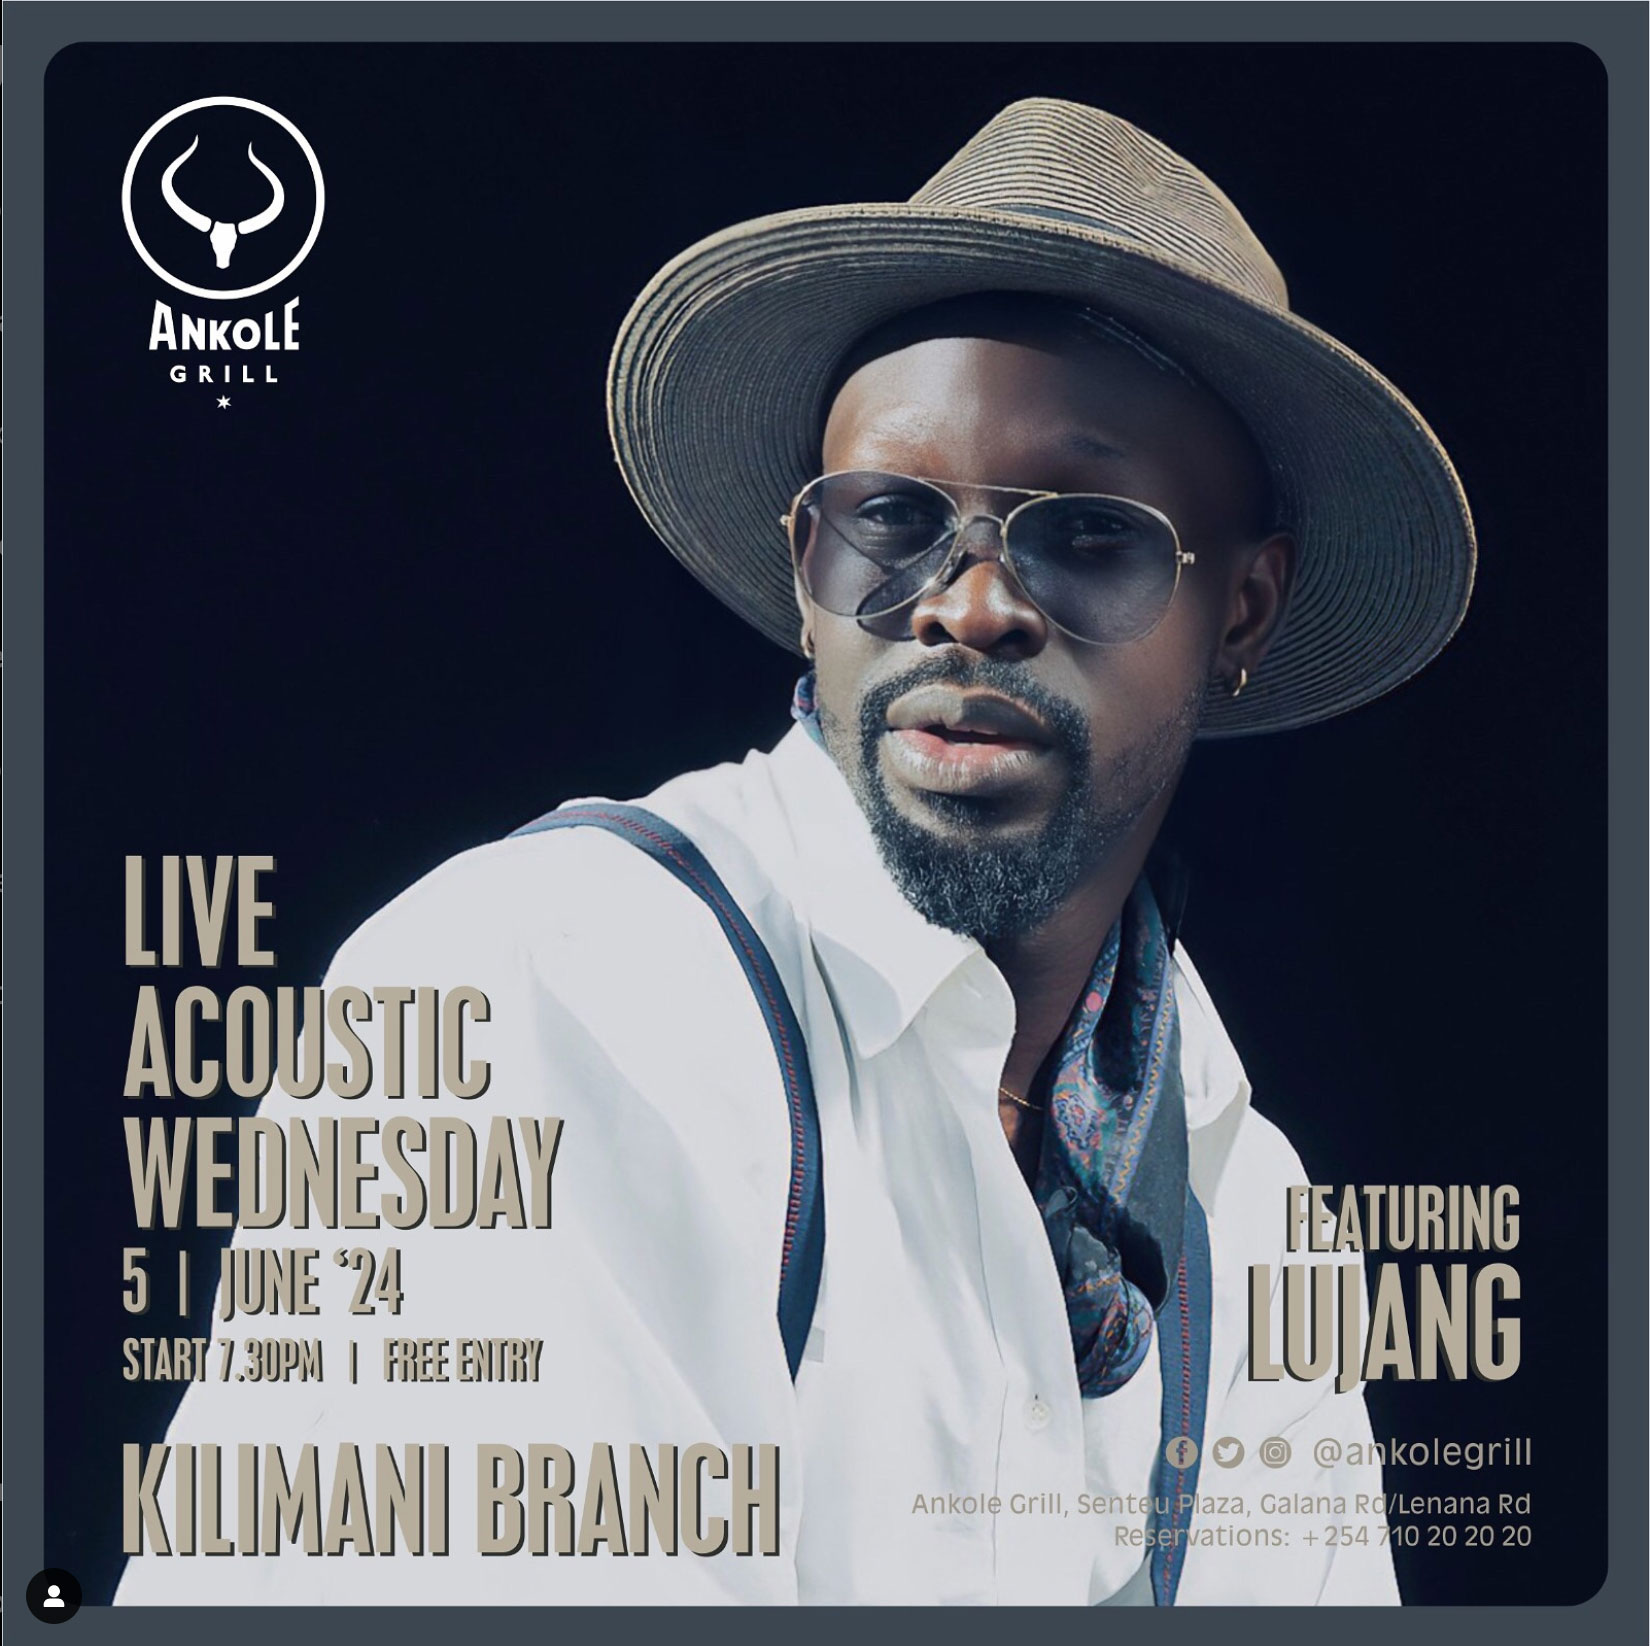 ANKOLE
GRILL
LIVE
ACOUSTIC
WEDNESDAY
5 | JUNE ‘24
START 7.30PM | FREE ENTRY
KILIMANI BRANCH
FEATURING
LUJANG
@ankolegrill
Ankole Grill, Senteu Plaza, Galana Rd/Lenana Rd
Reservations: +254 710 20 20 20